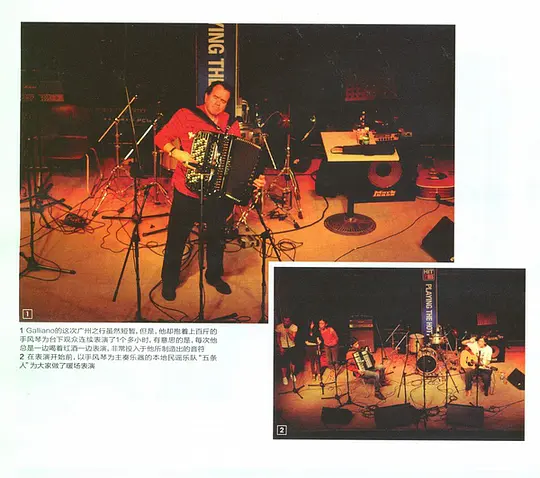 YING TH
1
HIT
PLAYING THE HOT
2
1 Galliano的这次广州之行虽然短暂，但是，他却抱着上百斤的
手风琴为台下观众连续表演了1个多小时，有意思的是，每次他
总是一边喝着红酒一边表演，非常投入于他所制造出的音符
2 在表演开始前，以手风琴为主奏乐器的本地民谣乐队“五条
人”为大家做了暖场表演